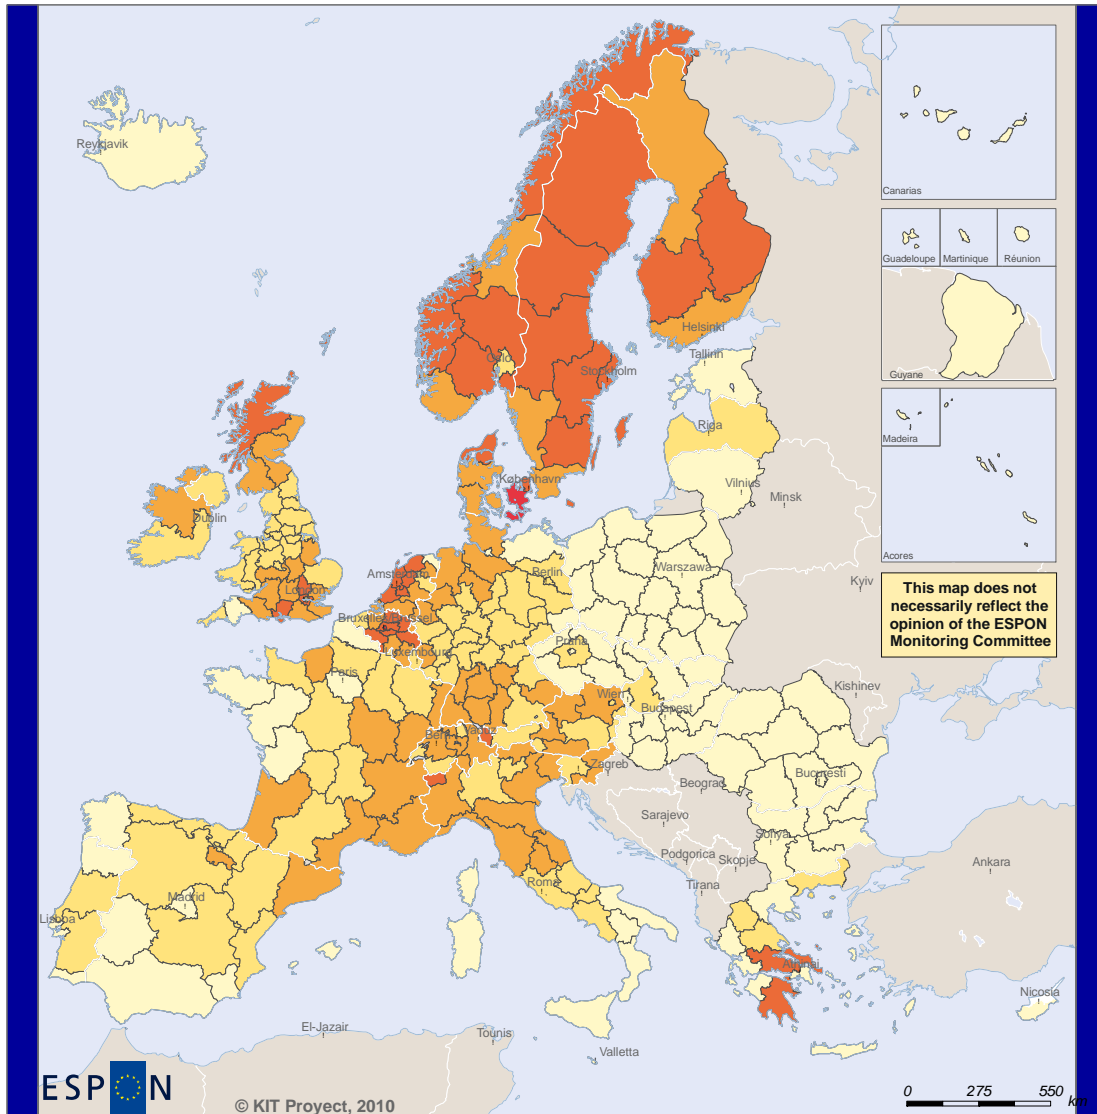 Reykjavik
Canarias
Guadeloupe
Martinique
Réunion
Guyane
Madeira
Acores
This map does not
necessarily reflect the
opinion of the ESPON
Monitoring Committee
Oslo
Helsinki
Tallinn
Stockholm
Riga
København
Vilnius
Minsk
Dublin
Amsterdam
Berlin
Warszawa
London
Kyiv
Bruxelles/Brussel
Luxembourg
Praha
Paris
Kishinev
Wien
Budapest
Bern
Vaduz
Zagreb
Bucuresti
Beograd
Sarajevo
Sofiya
Podgorica
Skopje
Ankara
Tirana
Roma
Madrid
Lisboa
Athinai
Nicosia
El-Jazair
Tounis
Valletta
ESPON
© KIT Proyect, 2010
0 275 550
km